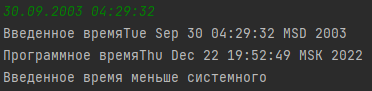 30.09.2003 04:29:32
Введенное времяTue Sep 30 04:29:32 MSD 2003
Программное времяThu Dec 22 19:52:49 MSK 2022
Введенное время меньше системного